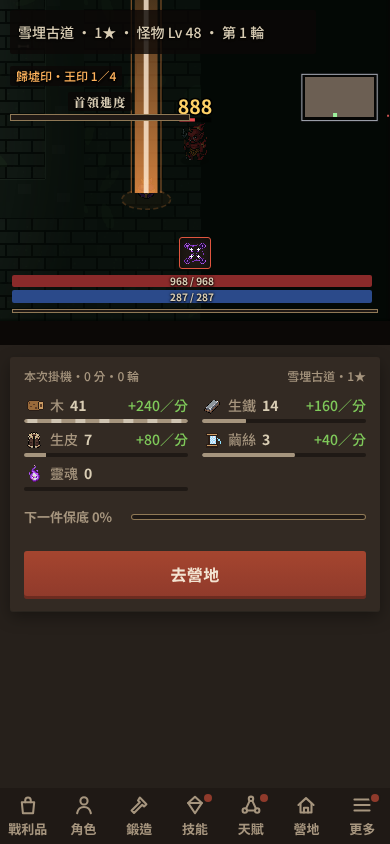 雪埋古道 • 1★ • 怪物 Lv 48 • 第 1 輪
歸墟印・王印 1／4
首領進度
888
968 / 968
287 / 287
本次掛機・0 分・0 輪
雪埋古道・1★
木 41 +240／分
生鐵 14 +160／分
生皮 7 +80／分
繭絲 3 +40／分
靈魂 0
下一件保底 0%
去營地
戰利品
角色
鍛造
技能
天賦
營地
更多